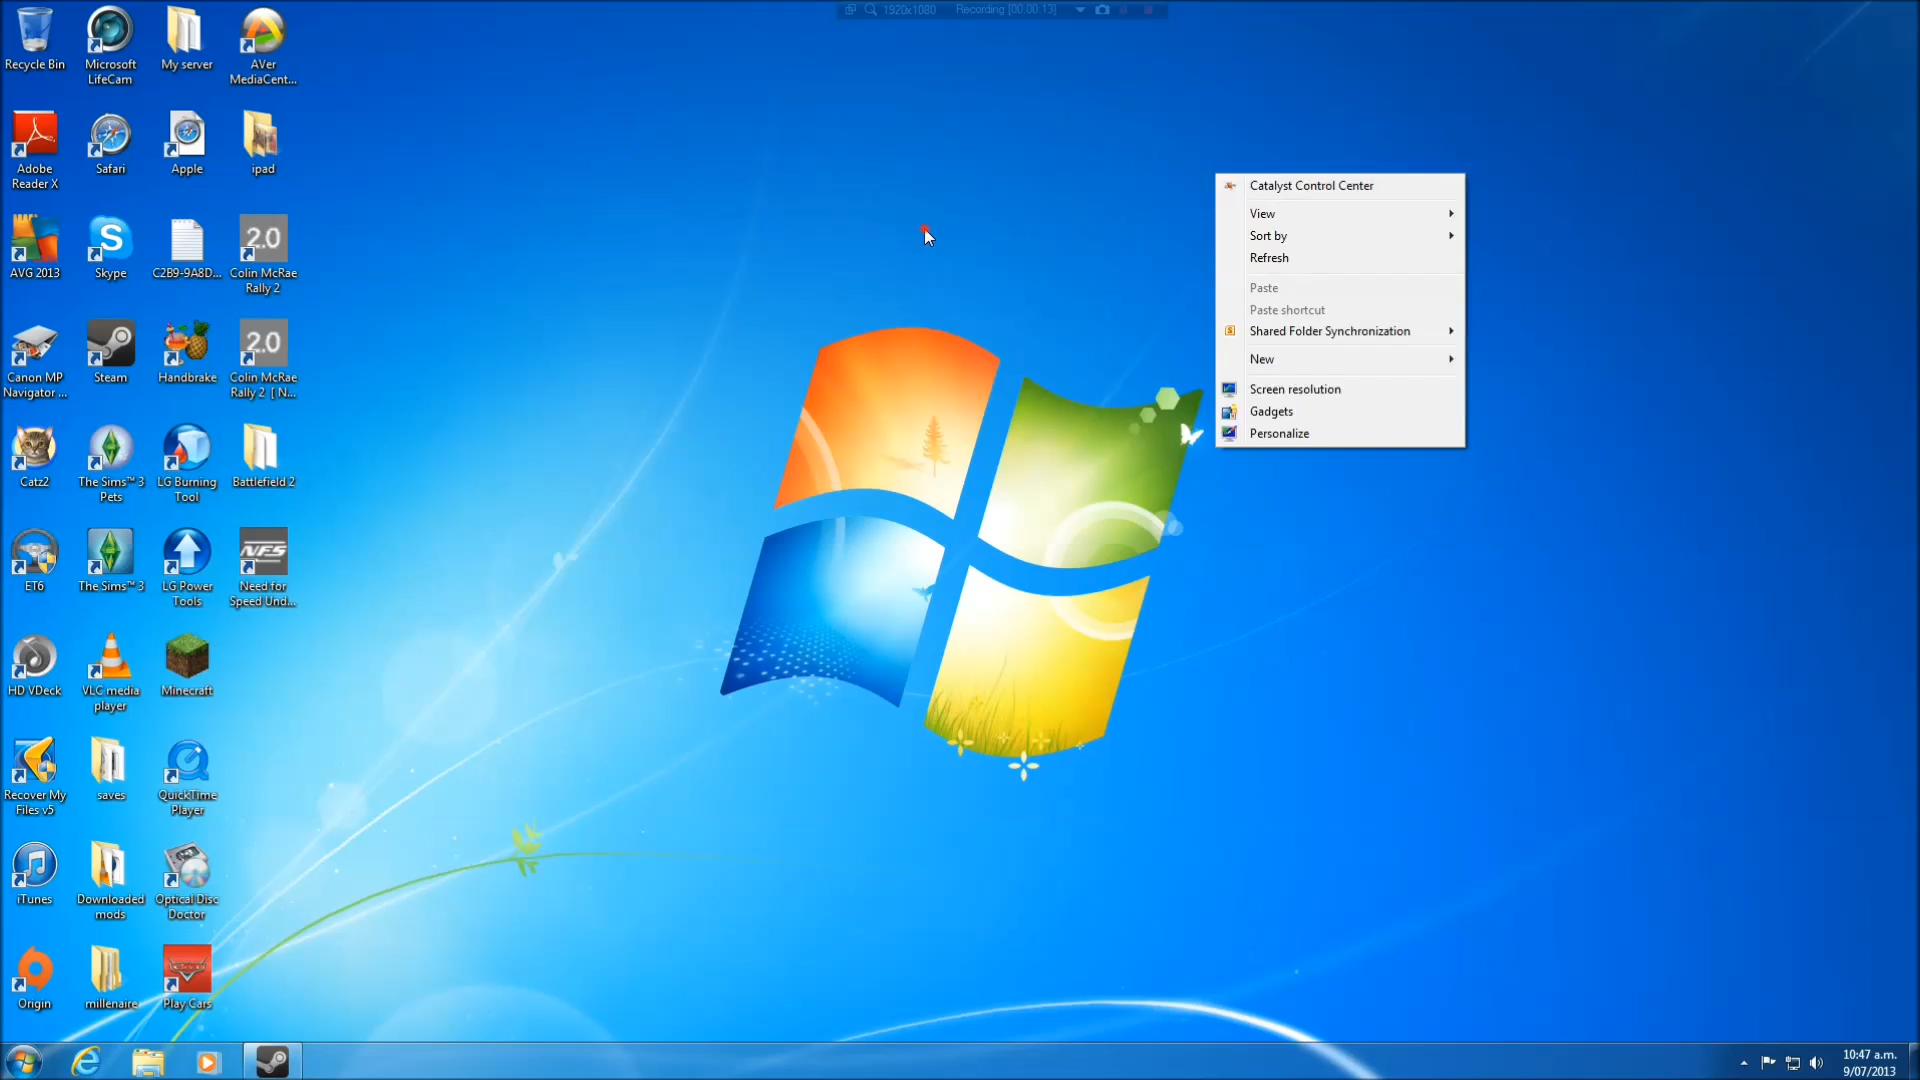 1920x1080 Recording [00:00:13]
Recycle Bin
Microsoft
LifeCam
My server
AVer
MediaCent...
Adobe
Reader X
Safari
Apple
ipad
AVG 2013
Skype
C2B9-9A8D...
2.0
Colin McRae
Rally 2
Canon MP
Navigator ...
Steam
Handbrake
2.0
Colin McRae
Rally 2 [ N...
Catz2
The Sims™ 3
Pets
LG Burning
Tool
Battlefield 2
ET6
The Sims™ 3
LG Power
Tools
NFS
Need for
Speed Und...
HD VDeck
VLC media
player
Minecraft
Recover My
Files v5
saves
QuickTime
Player
iTunes
Downloaded
mods
Optical Disc
Doctor
Origin
millenaire
Play Cars
Catalyst Control Center
View
Sort by
Refresh
Paste
Paste shortcut
Shared Folder Synchronization
New
Screen resolution
Gadgets
Personalize
10:47 a.m.
9/07/2013